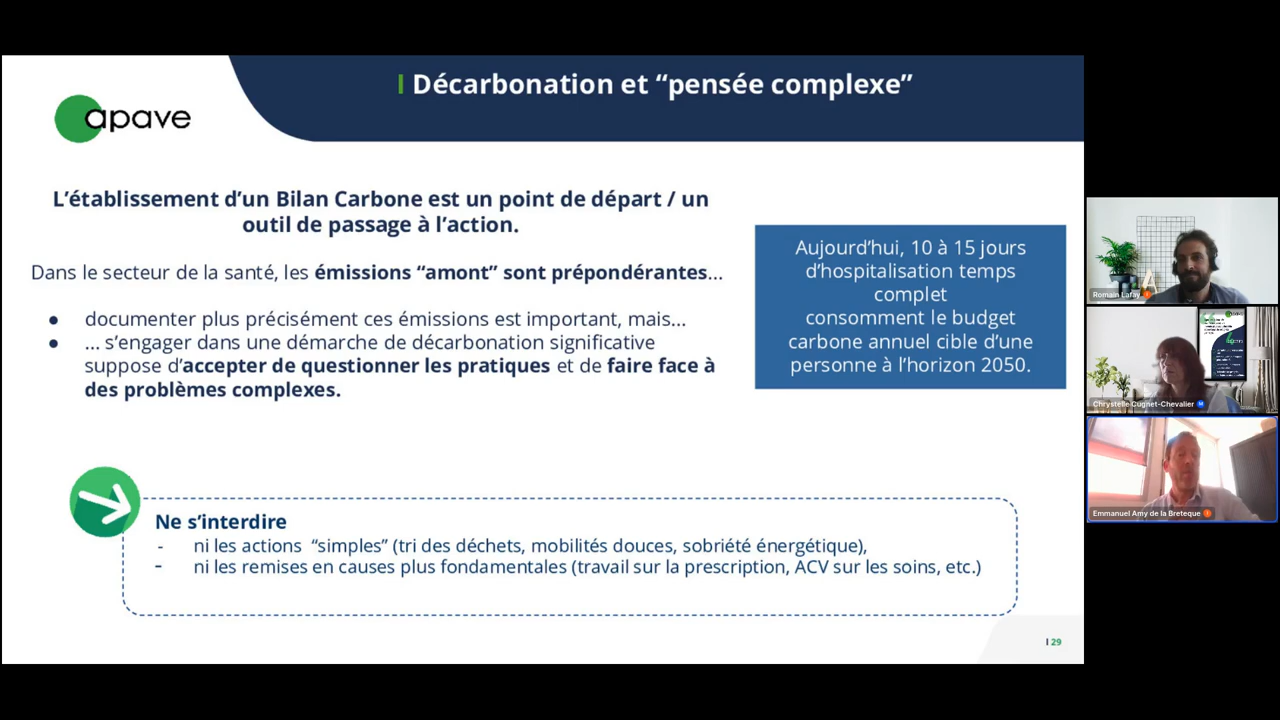 I Décarbonation et “pensée complexe”
apave
L’établissement d’un Bilan Carbone est un point de départ / un
outil de passage à l’action.
Dans le secteur de la santé, les émissions “amont” sont prépondérantes...
● documenter plus précisément ces émissions est important, mais...
● ... s’engager dans une démarche de décarbonation significative
suppose d’accepter de questionner les pratiques et de faire face à
des problèmes complexes.
Aujourd’hui, 10 à 15 jours
d’hospitalisation temps
complet
consomment le budget
carbone annuel cible d’une
personne à l’horizon 2050.
Ne s’interdire
- ni les actions “simples” (tri des déchets, mobilités douces, sobriété énergétique),
- ni les remises en causes plus fondamentales (travail sur la prescription, ACV sur les soins, etc.)
I 29
Romain Lafay
Chrystelle Cugnet-Chevalier
Emmanuel Amy de la Breteque